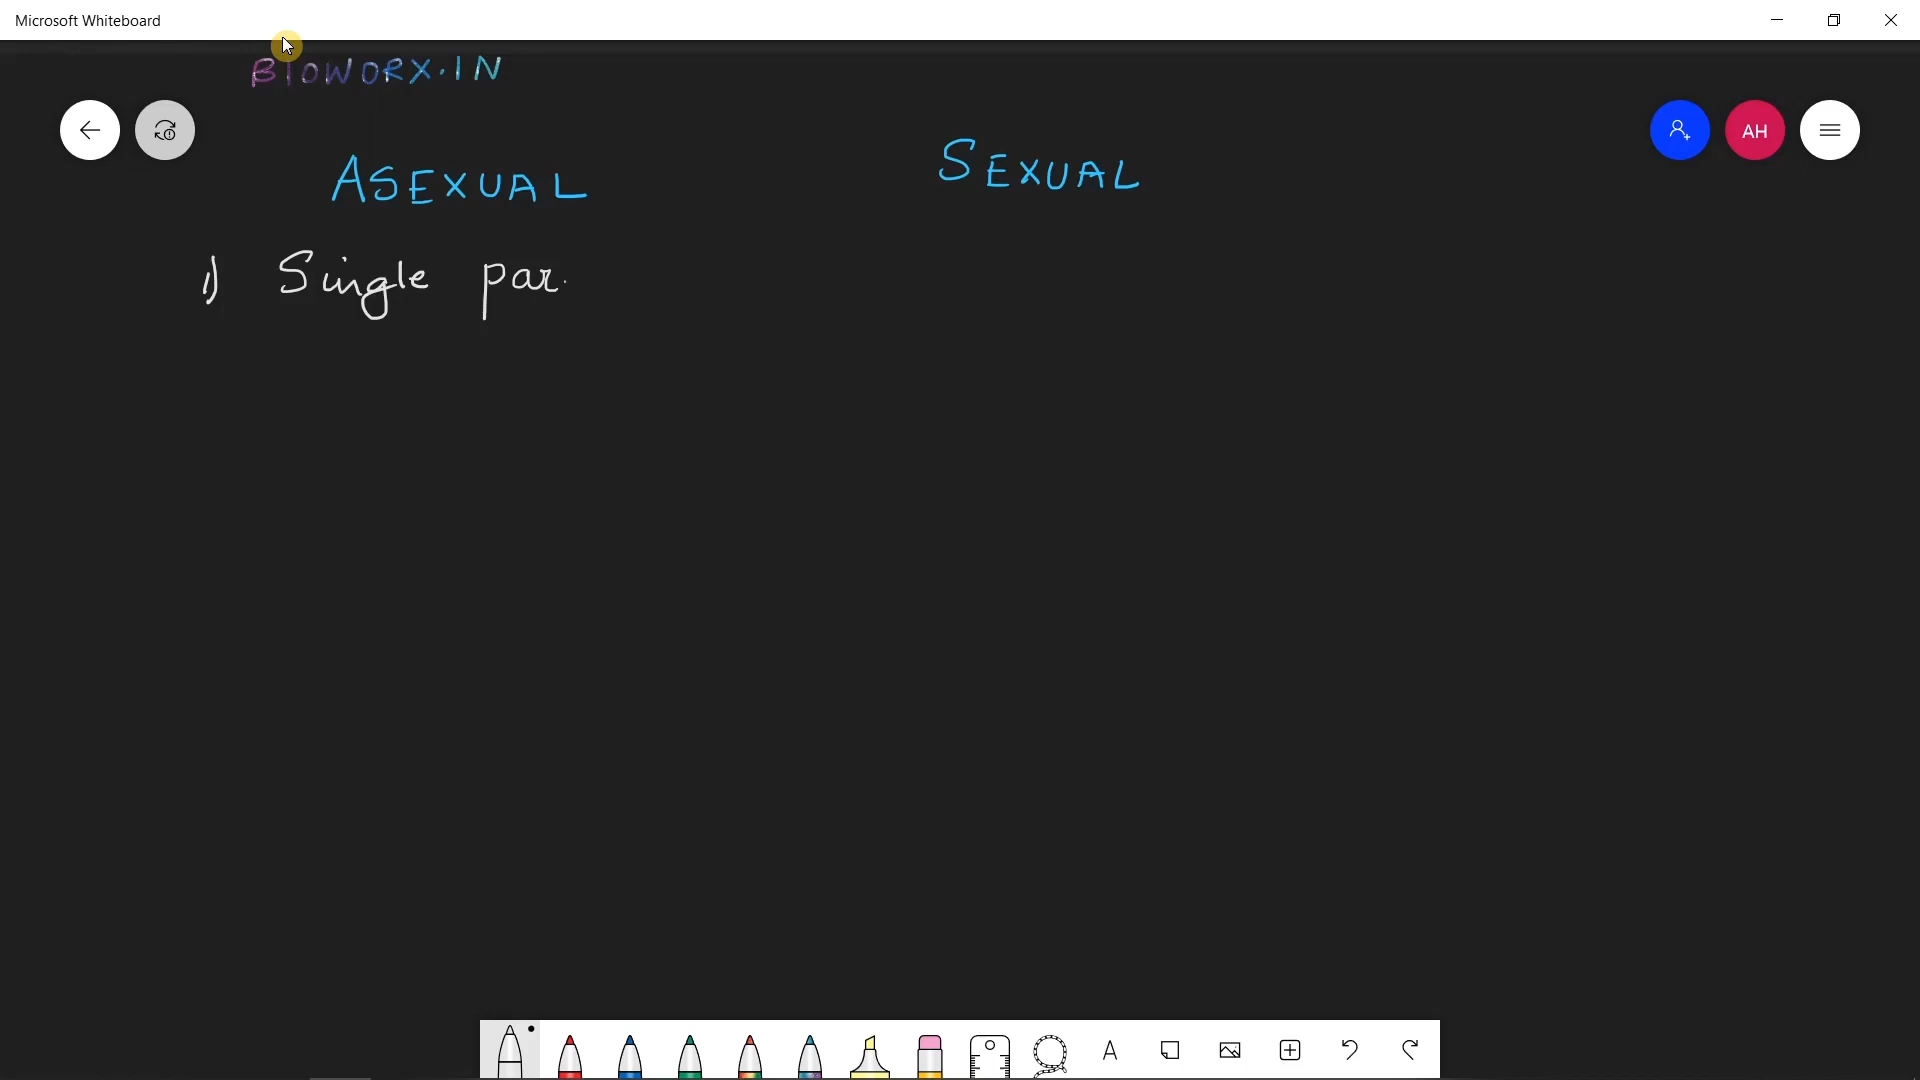 Microsoft Whiteboard
BIOWORX.IN
AH
ASEXUAL
SEXUAL
1) Single par.
A